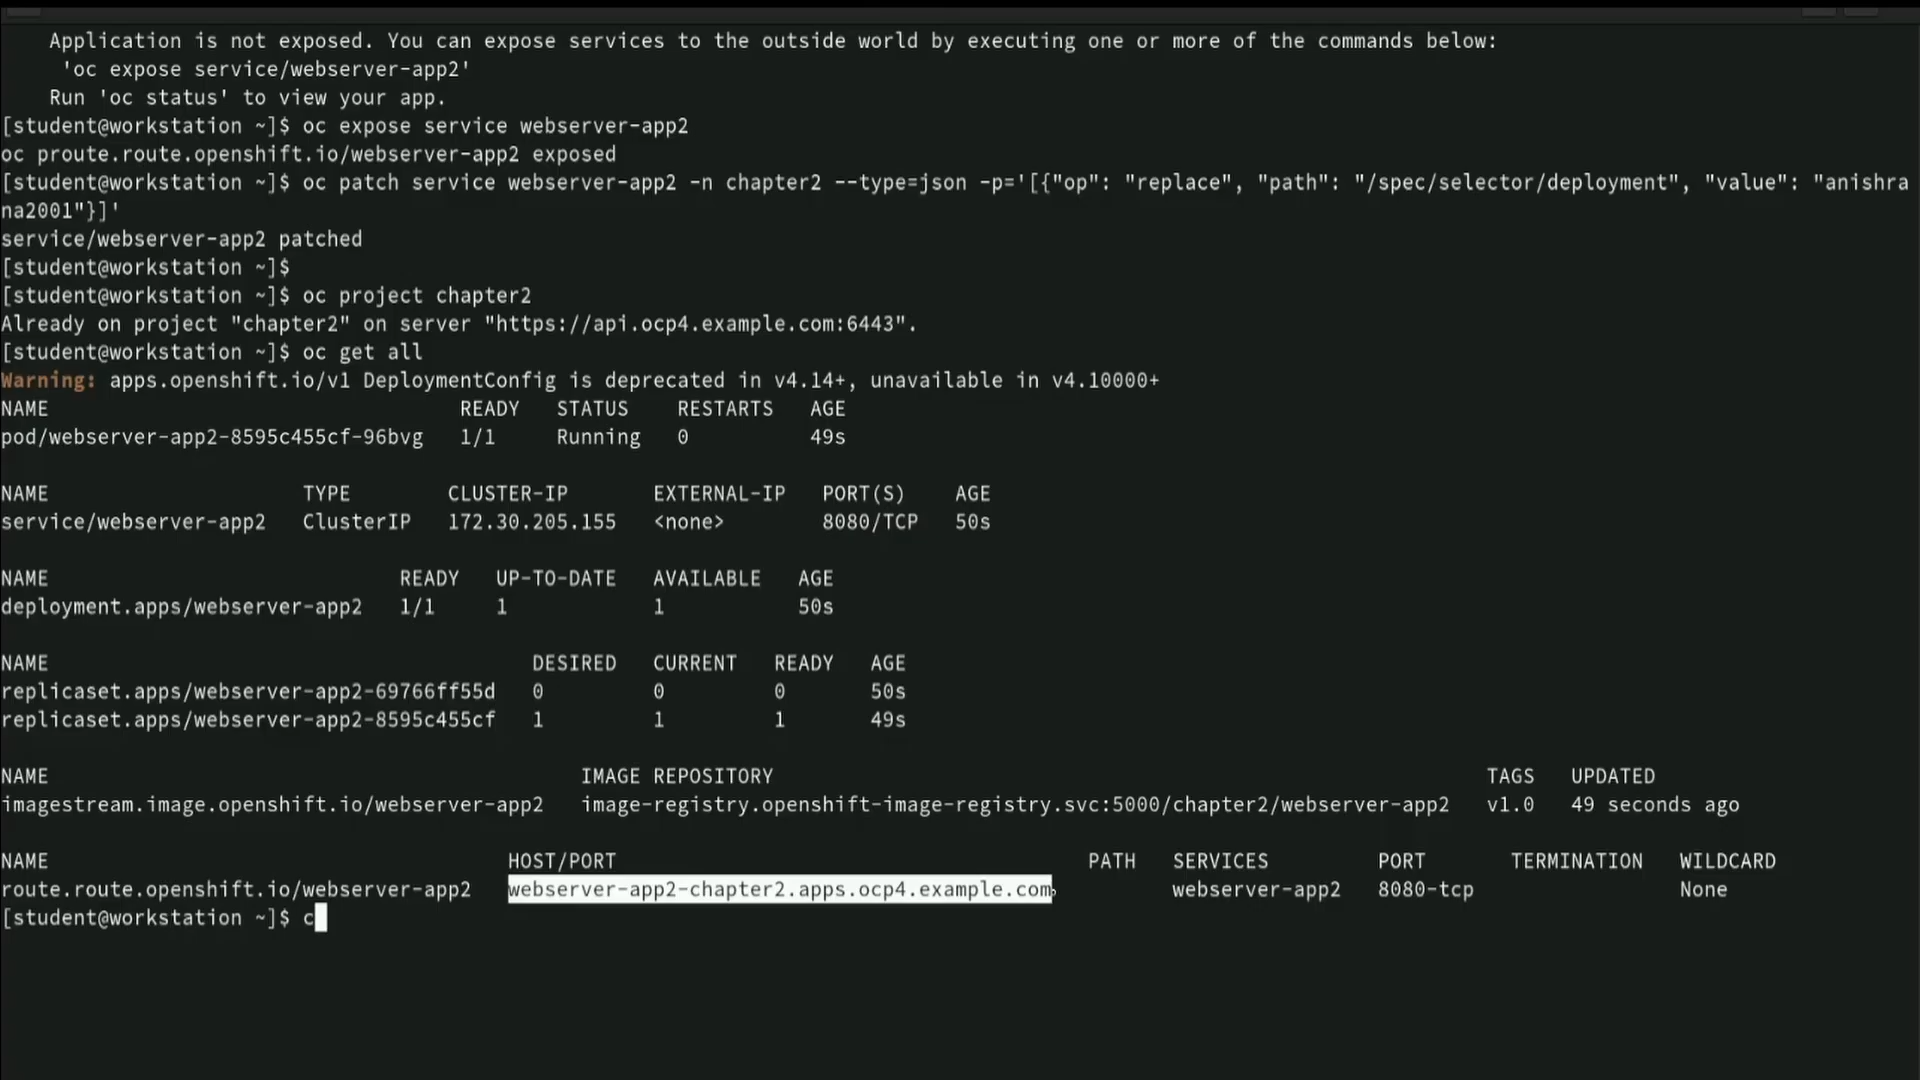 Application is not exposed. You can expose services to the outside world by executing one or more of the commands below:
'oc expose service/webserver-app2'
Run 'oc status' to view your app.
[student@workstation ~]$ oc expose service webserver-app2
oc proute.route.openshift.io/webserver-app2 exposed
[student@workstation ~]$ oc patch service webserver-app2 -n chapter2 --type=json -p='[{"op": "replace", "path": "/spec/selector/deployment", "value": "anishra
na2001"}]'
service/webserver-app2 patched
[student@workstation ~]$
[student@workstation ~]$ oc project chapter2
Already on project "chapter2" on server "https://api.ocp4.example.com:6443".
[student@workstation ~]$ oc get all
Warning: apps.openshift.io/v1 DeploymentConfig is deprecated in v4.14+, unavailable in v4.10000+
NAME READY STATUS RESTARTS AGE
pod/webserver-app2-8595c455cf-96bvg 1/1 Running 0 49s
NAME TYPE CLUSTER-IP EXTERNAL-IP PORT(S) AGE
service/webserver-app2 ClusterIP 172.30.205.155 <none> 8080/TCP 50s
NAME READY UP-TO-DATE AVAILABLE AGE
deployment.apps/webserver-app2 1/1 1 1 50s
NAME DESIRED CURRENT READY AGE
replicaset.apps/webserver-app2-69766ff55d 0 0 0 50s
replicaset.apps/webserver-app2-8595c455cf 1 1 1 49s
NAME IMAGE REPOSITORY TAGS UPDATED
imagestream.image.openshift.io/webserver-app2 image-registry.openshift-image-registry.svc:5000/chapter2/webserver-app2 v1.0 49 seconds ago
NAME HOST/PORT PATH SERVICES PORT TERMINATION WILDCARD
route.route.openshift.io/webserver-app2 webserver-app2-chapter2.apps.ocp4.example.com webserver-app2 8080-tcp None
[student@workstation ~]$ c